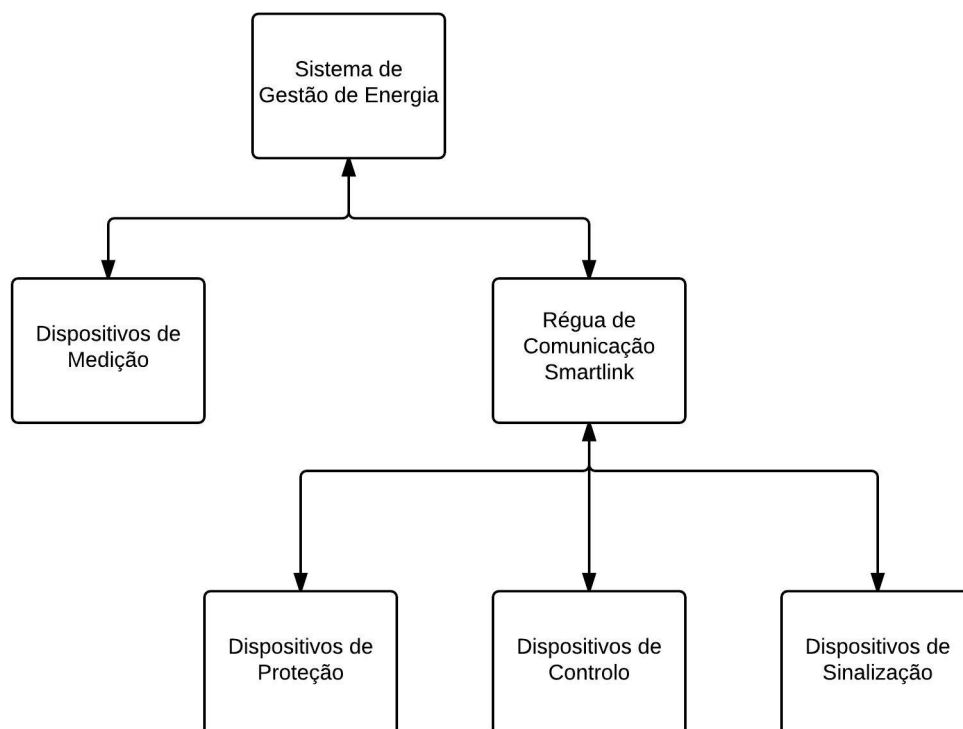 Sistema de
Gestão de Energia
Dispositivos de
Medição
Régua de
Comunicação
Smartlink
Dispositivos de
Proteção
Dispositivos de
Controlo
Dispositivos de
Sinalização